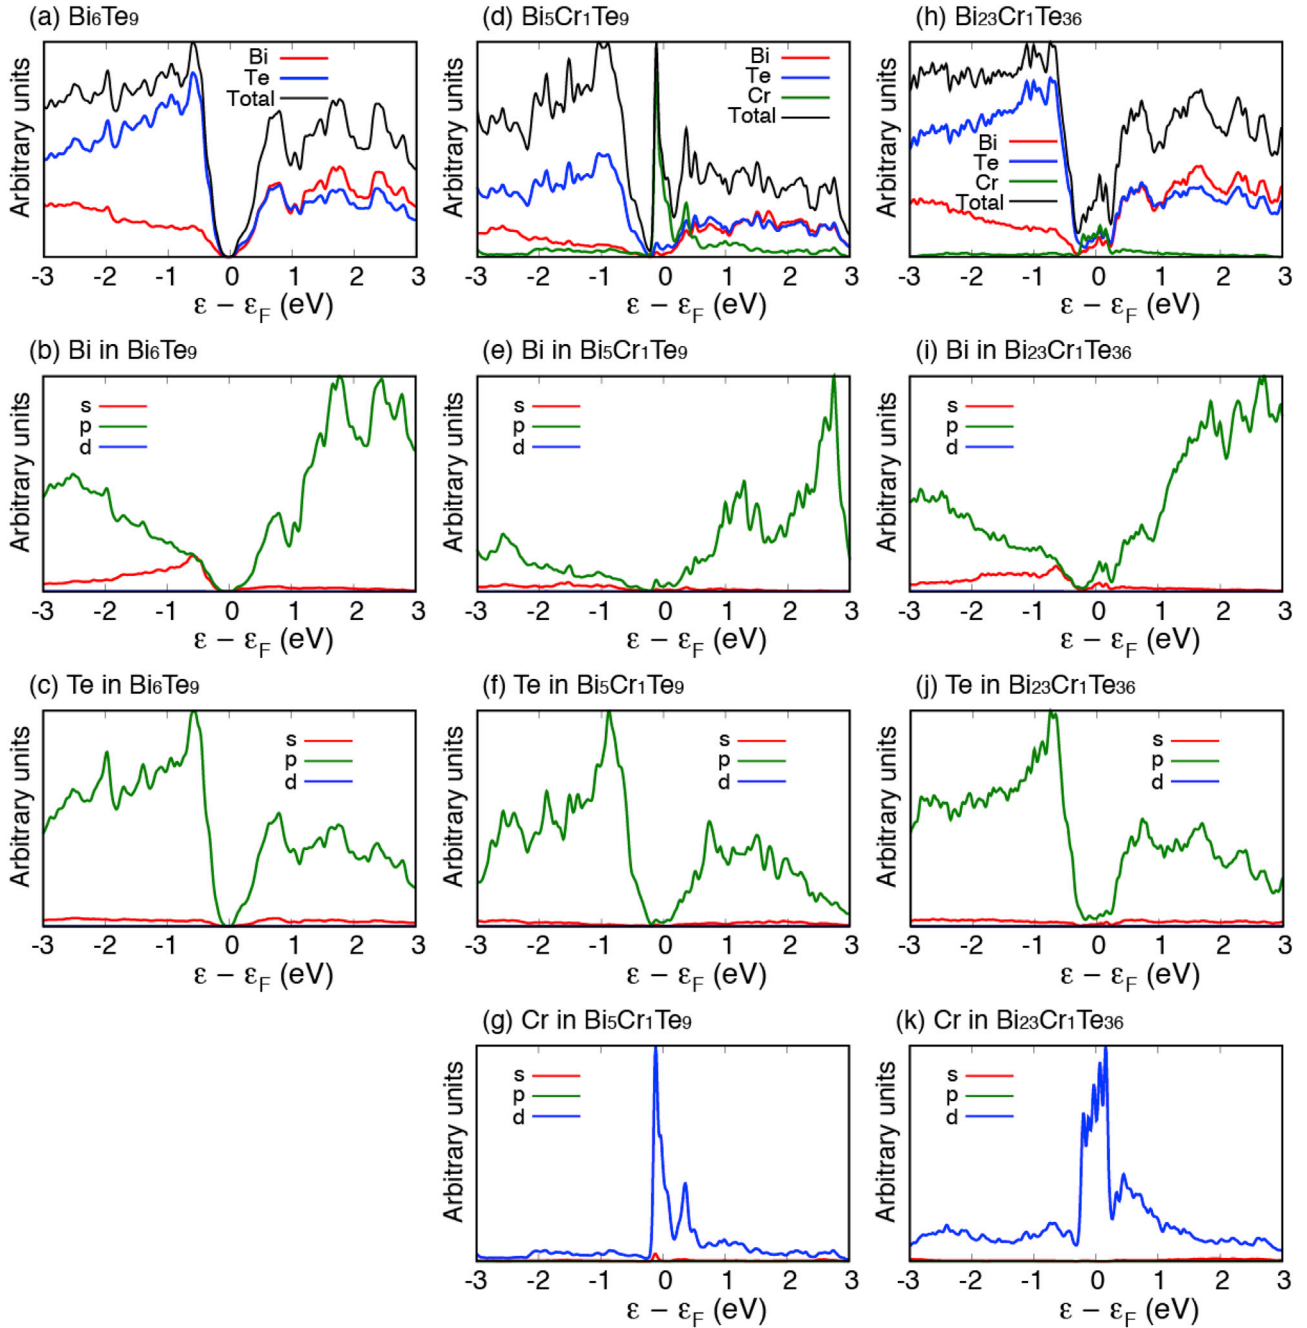 (a) Bi6Te9
Arbitrary units
Bi
Te
Total
-3 -2 -1 0 1 2 3
ε − εF (eV)
(d) Bi5Cr1Te9
Arbitrary units
Bi
Te
Cr
Total
-3 -2 -1 0 1 2 3
ε − εF (eV)
(h) Bi23Cr1Te36
Arbitrary units
Bi
Te
Cr
Total
-3 -2 -1 0 1 2 3
ε − εF (eV)
(b) Bi in Bi6Te9
Arbitrary units
s
p
d
-3 -2 -1 0 1 2 3
ε − εF (eV)
(e) Bi in Bi5Cr1Te9
Arbitrary units
s
p
d
-3 -2 -1 0 1 2 3
ε − εF (eV)
(i) Bi in Bi23Cr1Te36
Arbitrary units
s
p
d
-3 -2 -1 0 1 2 3
ε − εF (eV)
(c) Te in Bi6Te9
Arbitrary units
s
p
d
-3 -2 -1 0 1 2 3
ε − εF (eV)
(f) Te in Bi5Cr1Te9
Arbitrary units
s
p
d
-3 -2 -1 0 1 2 3
ε − εF (eV)
(j) Te in Bi23Cr1Te36
Arbitrary units
s
p
d
-3 -2 -1 0 1 2 3
ε − εF (eV)
(g) Cr in Bi5Cr1Te9
Arbitrary units
s
p
d
-3 -2 -1 0 1 2 3
ε − εF (eV)
(k) Cr in Bi23Cr1Te36
Arbitrary units
s
p
d
-3 -2 -1 0 1 2 3
ε − εF (eV)